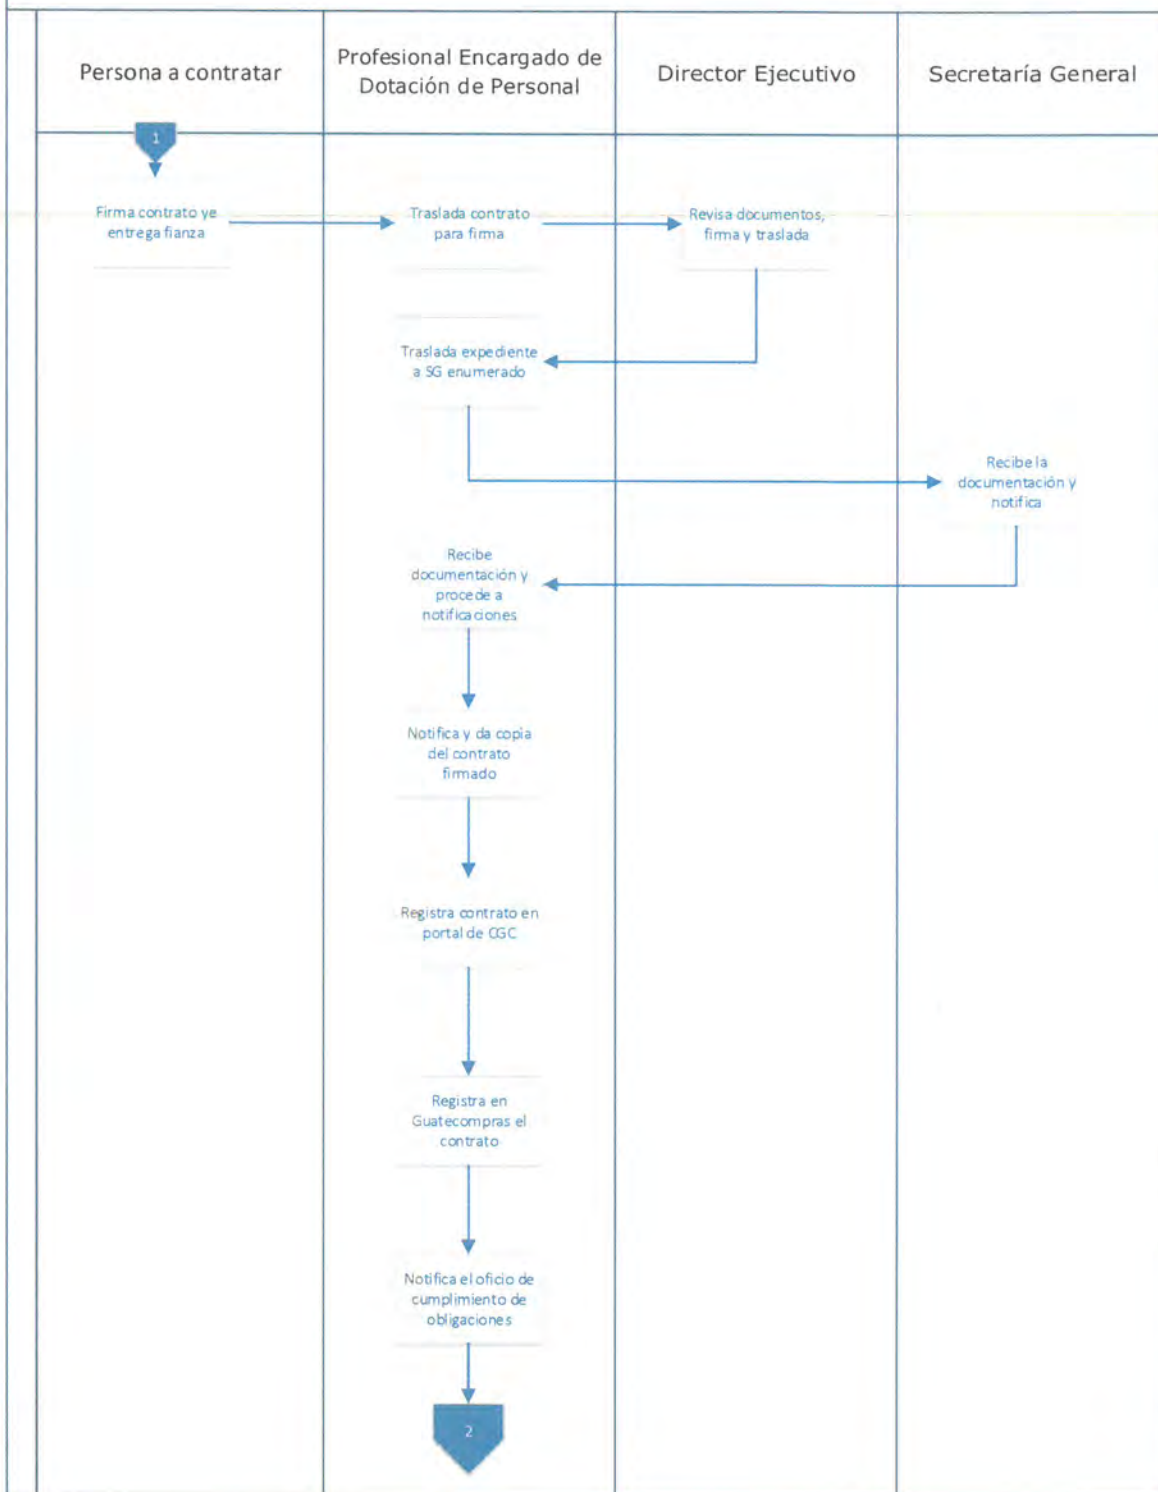 Persona a contratar
Profesional Encargado de
Dotación de Personal
Director Ejecutivo
Secretaría General
1
Firma contrato ye
entrega fianza
Traslada contrato
para firma
Revisa documentos,
firma y traslada
Traslada expediente
a SG enumerado
Recibe la
documentación y
notifica
Recibe
documentación y
procede a
notificaciones
Notifica y da copia
del contrato
firmado
Registra contrato en
portal de CGC
Registra en
Guatecompras el
contrato
Notifica el oficio de
cumplimiento de
obligaciones
2